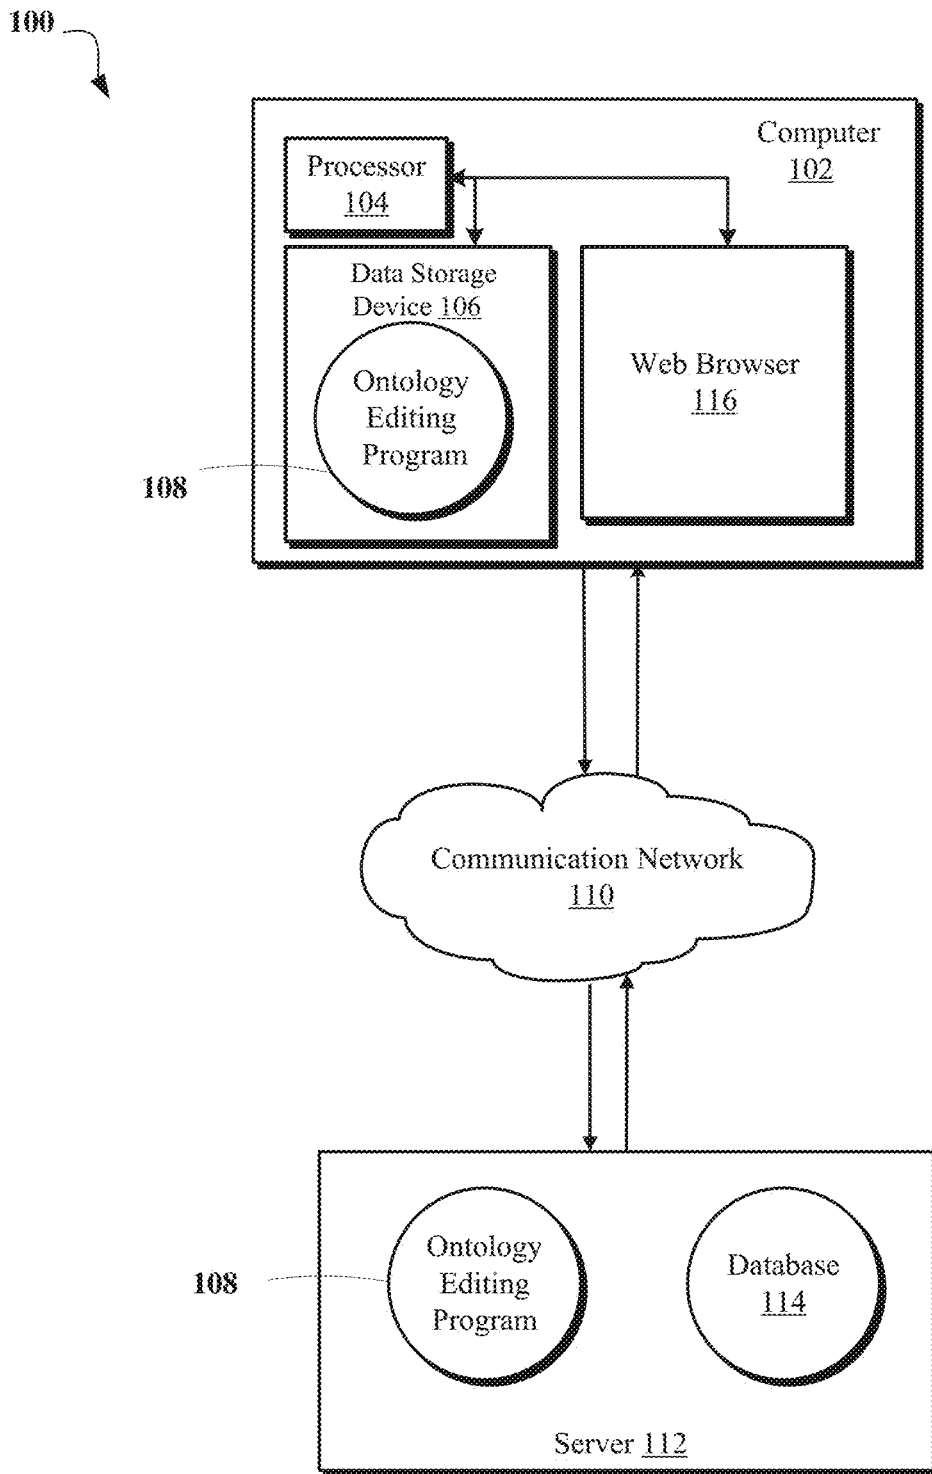 100
Computer
102
Processor
104
Data Storage
Device 106
Ontology
Editing
Program
108
Web Browser
116
Communication Network
110
Ontology
Editing
Program
108
Database
114
Server 112